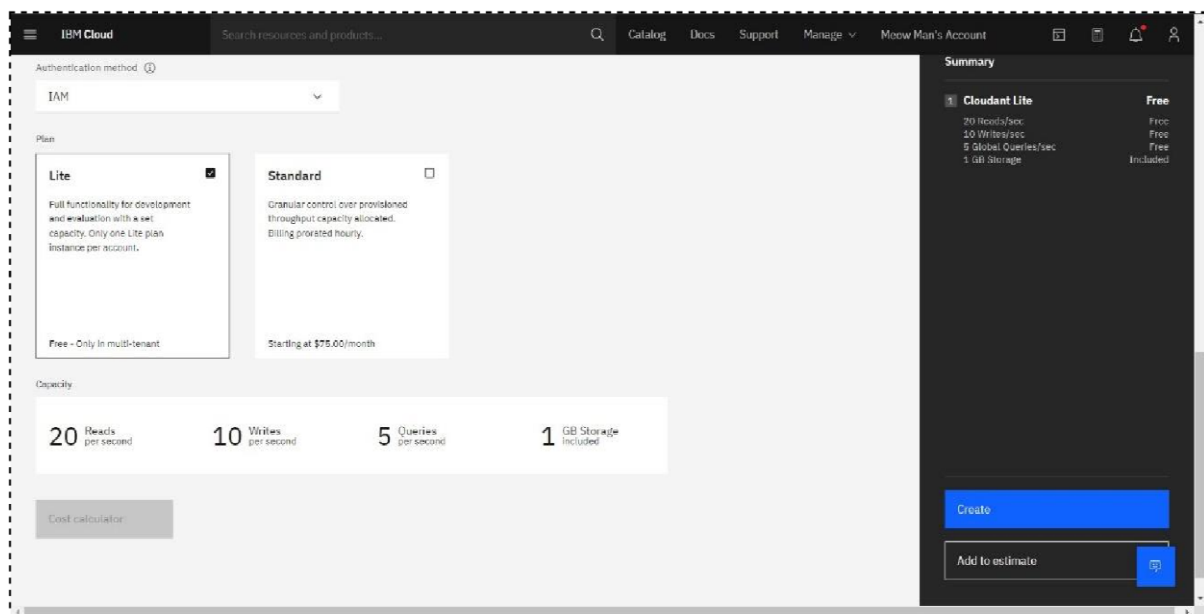 IBM Cloud
Search resources and products...
Catalog
Docs
Support
Manage
Meow Man's Account
Authentication method
IAM
Plan
Lite
Full functionality for development
and evaluation with a set
capacity. Only one Lite plan
instance per account.
Free - Only in multi-tenant
Standard
Granular control over provisioned
throughput capacity allocated.
Billing prorated hourly.
Starting at $75.00/month
Capacity
20 Reads per second
10 Writes per second
5 Queries per second
1 GB Storage included
Cost calculator
Summary
1 Cloudant Lite Free
20 Reads/sec Free
10 Writes/sec Free
5 Global Queries/sec Free
1 GB Storage Included
Create
Add to estimate